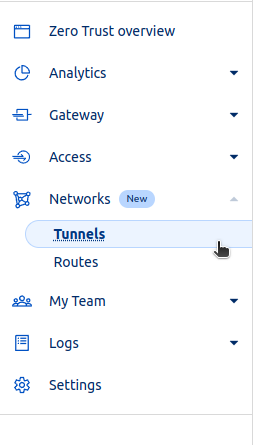 Zero Trust overview
Analytics
Gateway
Access
Networks New
Tunnels
Routes
My Team
Logs
Settings